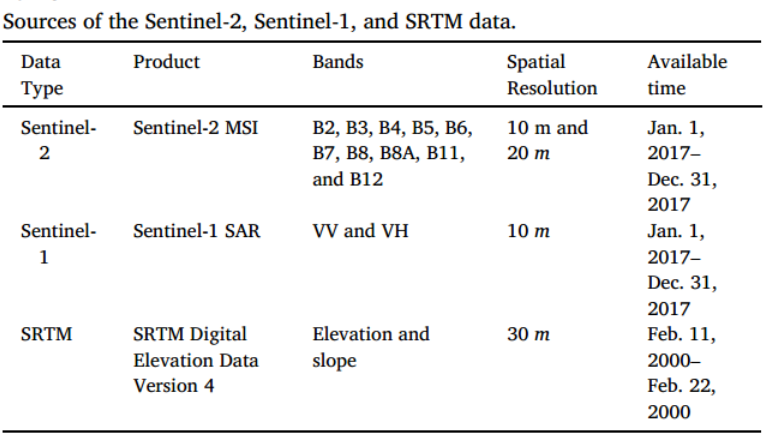 Sources of the Sentinel-2, Sentinel-1, and SRTM data.
Data Type Product Bands Spatial Resolution Available time
Sentinel-2 Sentinel-2 MSI B2, B3, B4, B5, B6, B7, B8, B8A, B11, and B12 10 m and 20 m Jan. 1, 2017–Dec. 31, 2017
Sentinel-1 Sentinel-1 SAR VV and VH 10 m Jan. 1, 2017–Dec. 31, 2017
SRTM SRTM Digital Elevation Data Version 4 Elevation and slope 30 m Feb. 11, 2000–Feb. 22, 2000